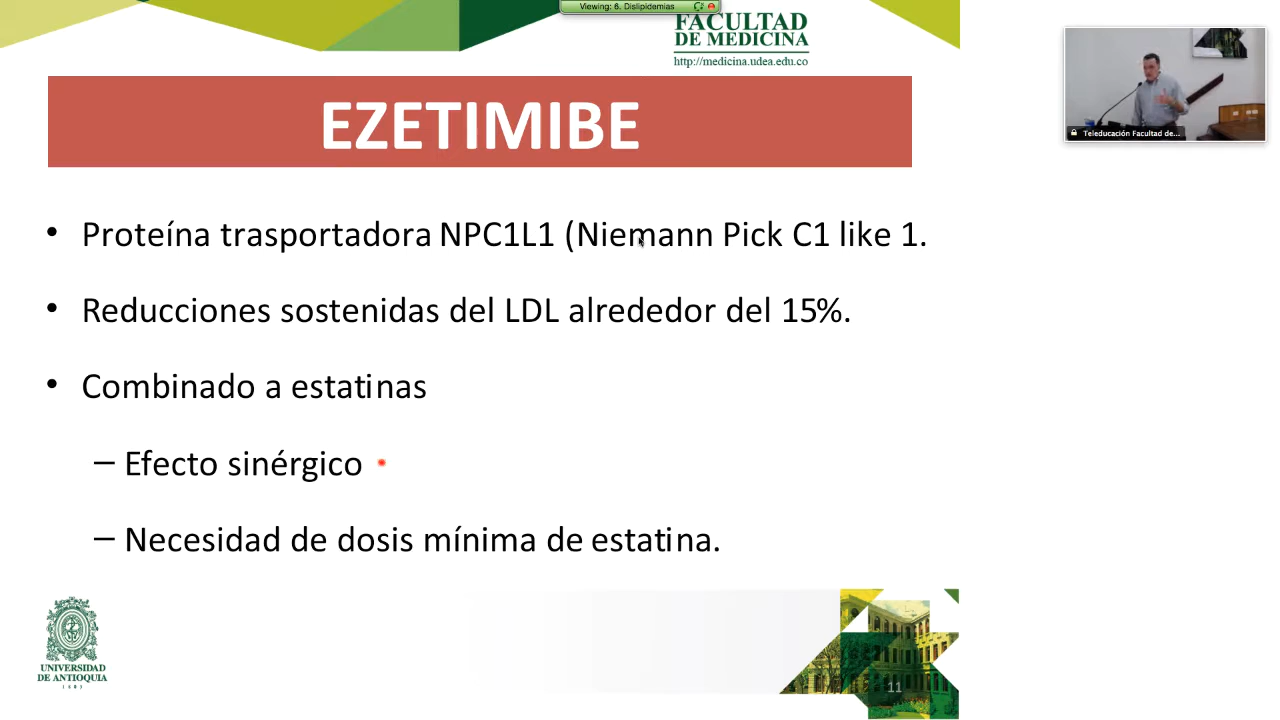 Viewing: 6. Dislipidemias
FACULTAD
DE MEDICINA
http://medicina.udea.edu.co
EZETIMIBE
Teleducación Facultad de...
• Proteína trasportadora NPC1L1 (Niemann Pick C1 like 1.
• Reducciones sostenidas del LDL alrededor del 15%.
• Combinado a estatinas
– Efecto sinérgico
– Necesidad de dosis mínima de estatina.
UNIVERSIDAD
DE ANTIOQUIA
1803
11